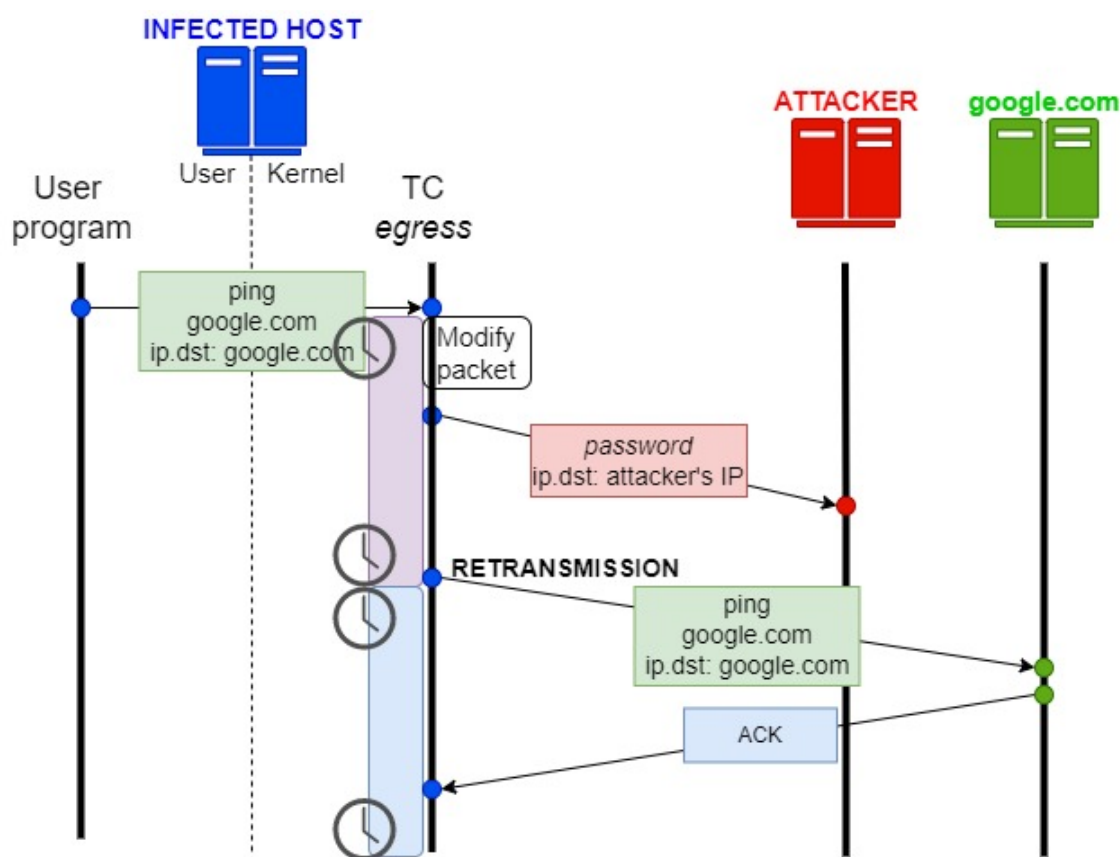 INFECTED HOST
ATTACKER
google.com
User
Kernel
User
program
TC
egress
ping
google.com
ip.dst: google.com
Modify
packet
password
ip.dst: attacker's IP
RETRANSMISSION
ping
google.com
ip.dst: google.com
ACK